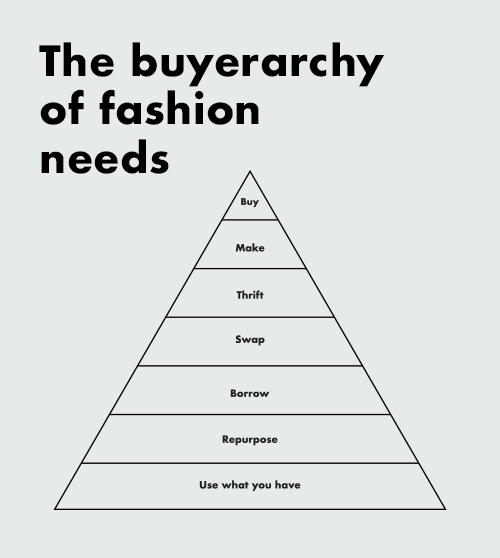 The buyerarchy
of fashion
needs
Buy
Make
Thrift
Swap
Borrow
Repurpose
Use what you have